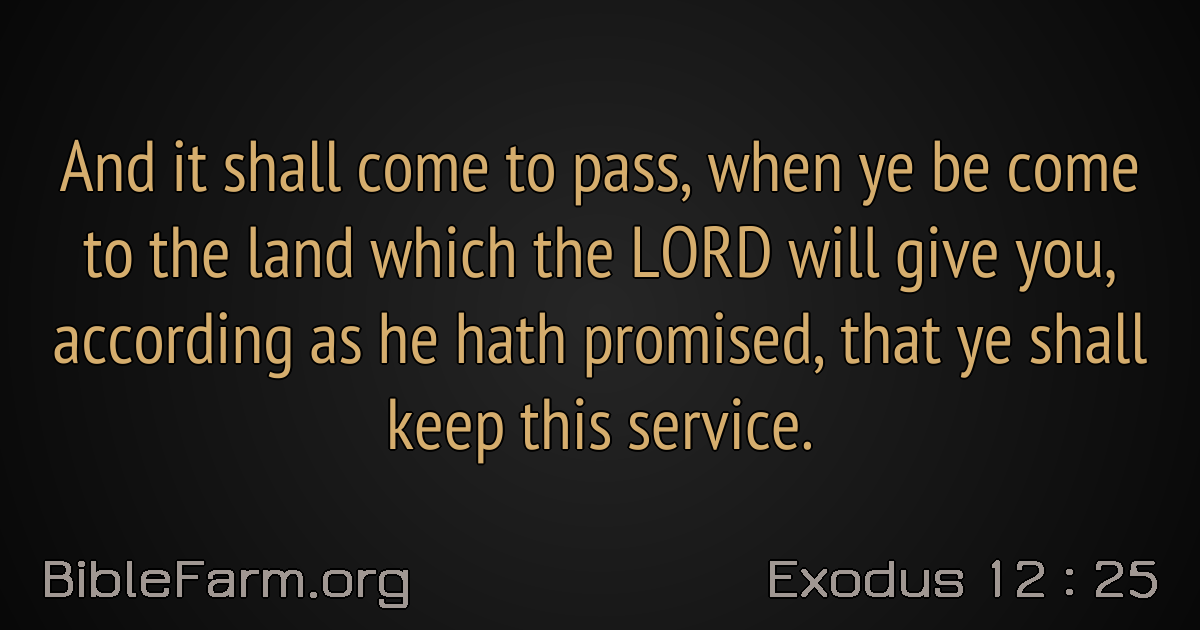 And it shall come to pass, when ye be come
to the land which the LORD will give you,
according as he hath promised, that ye shall
keep this service.
BibleFarm.org
Exodus 12 : 25